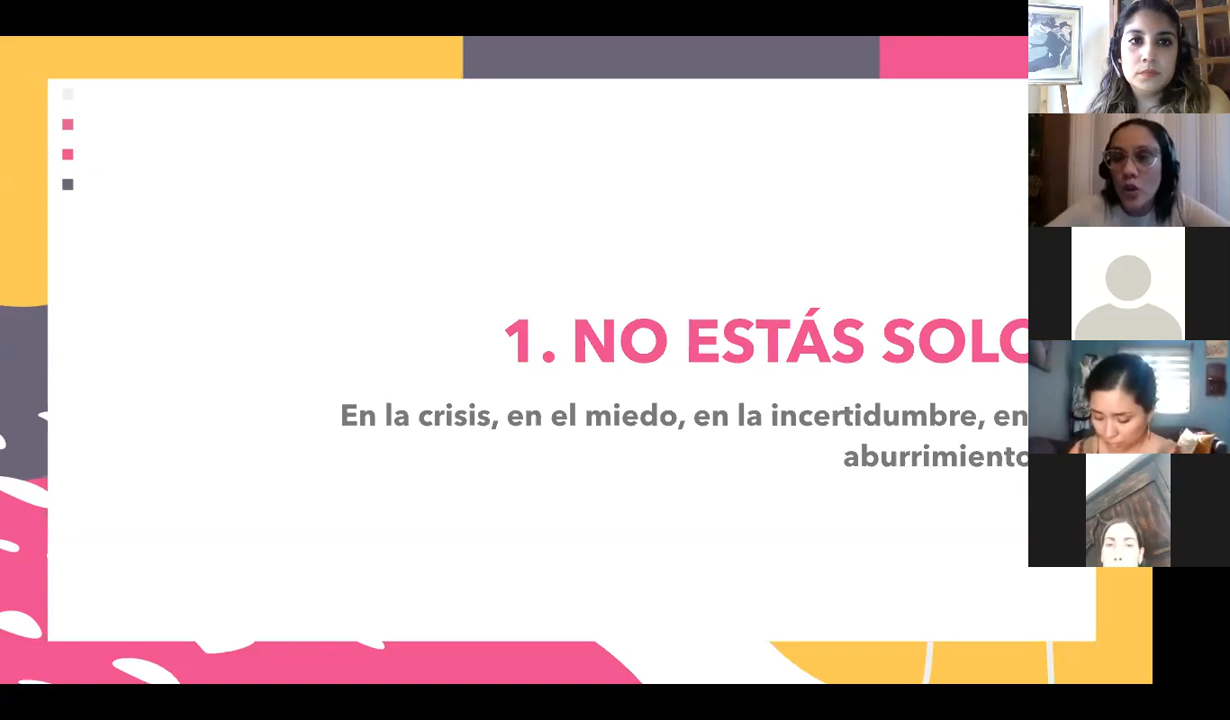 1. NO ESTÁS SOLO
En la crisis, en el miedo, en la incertidumbre, en
aburrimiento